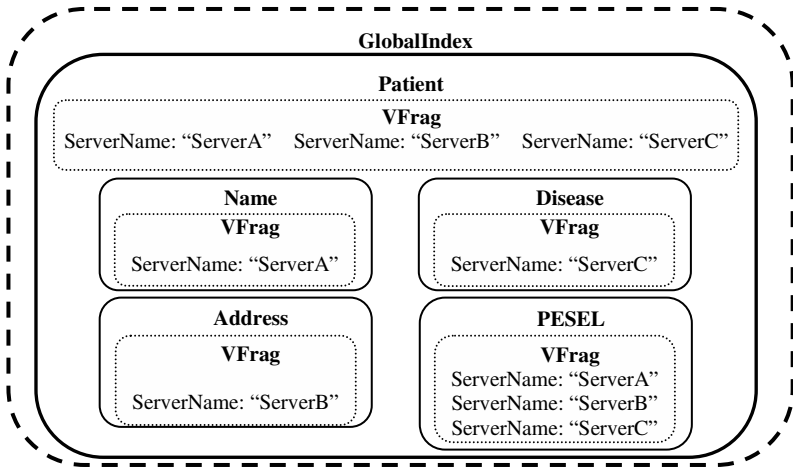 GlobalIndex
Patient
VFrag
ServerName: “ServerA” ServerName: “ServerB” ServerName: “ServerC”
Name
VFrag
ServerName: “ServerA”
Disease
VFrag
ServerName: “ServerC”
Address
VFrag
ServerName: “ServerB”
PESEL
VFrag
ServerName: “ServerA”
ServerName: “ServerB”
ServerName: “ServerC”